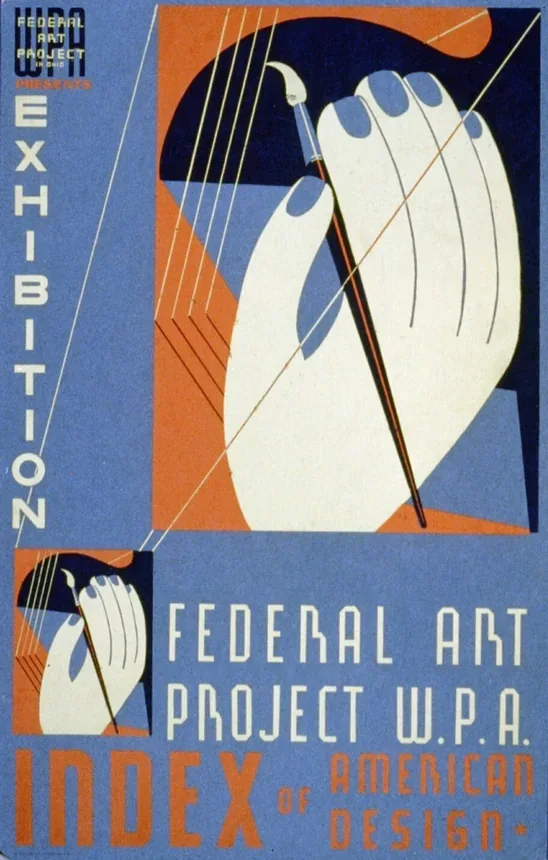 WPA
FEDERAL
ART
PROJECT
IN OHIO
PRESENTS
EXHIBITION
FEDERAL ART
PROJECT W.P.A.
INDEX OF AMERICAN
DESIGN